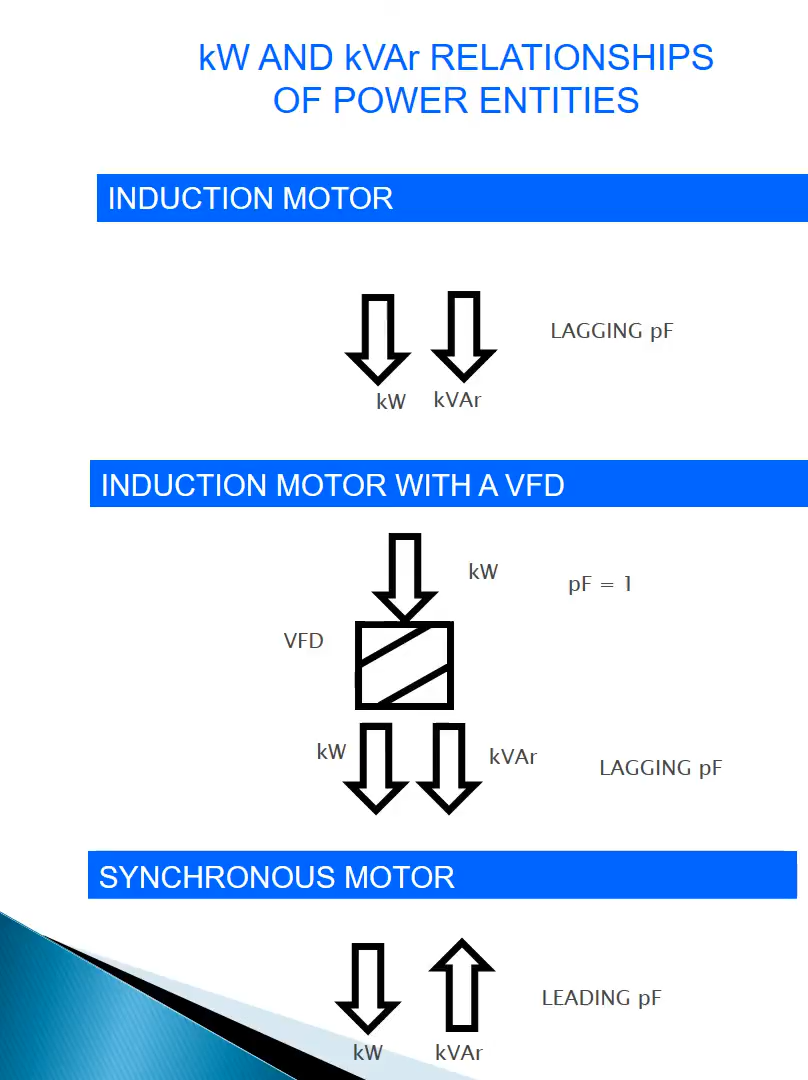 kW AND kVAr RELATIONSHIPS
OF POWER ENTITIES
INDUCTION MOTOR
LAGGING pF
kW kVAr
INDUCTION MOTOR WITH A VFD
kW pF = 1
VFD
kW kVAr LAGGING pF
SYNCHRONOUS MOTOR
LEADING pF
kW kVAr